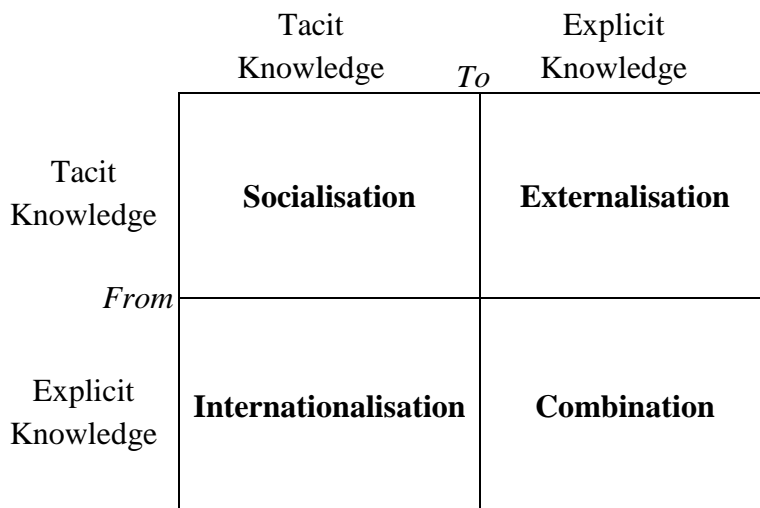 Tacit Explicit
Knowledge To Knowledge
Tacit
Knowledge
Socialisation Externalisation
From
Explicit
Knowledge
Internationalisation Combination